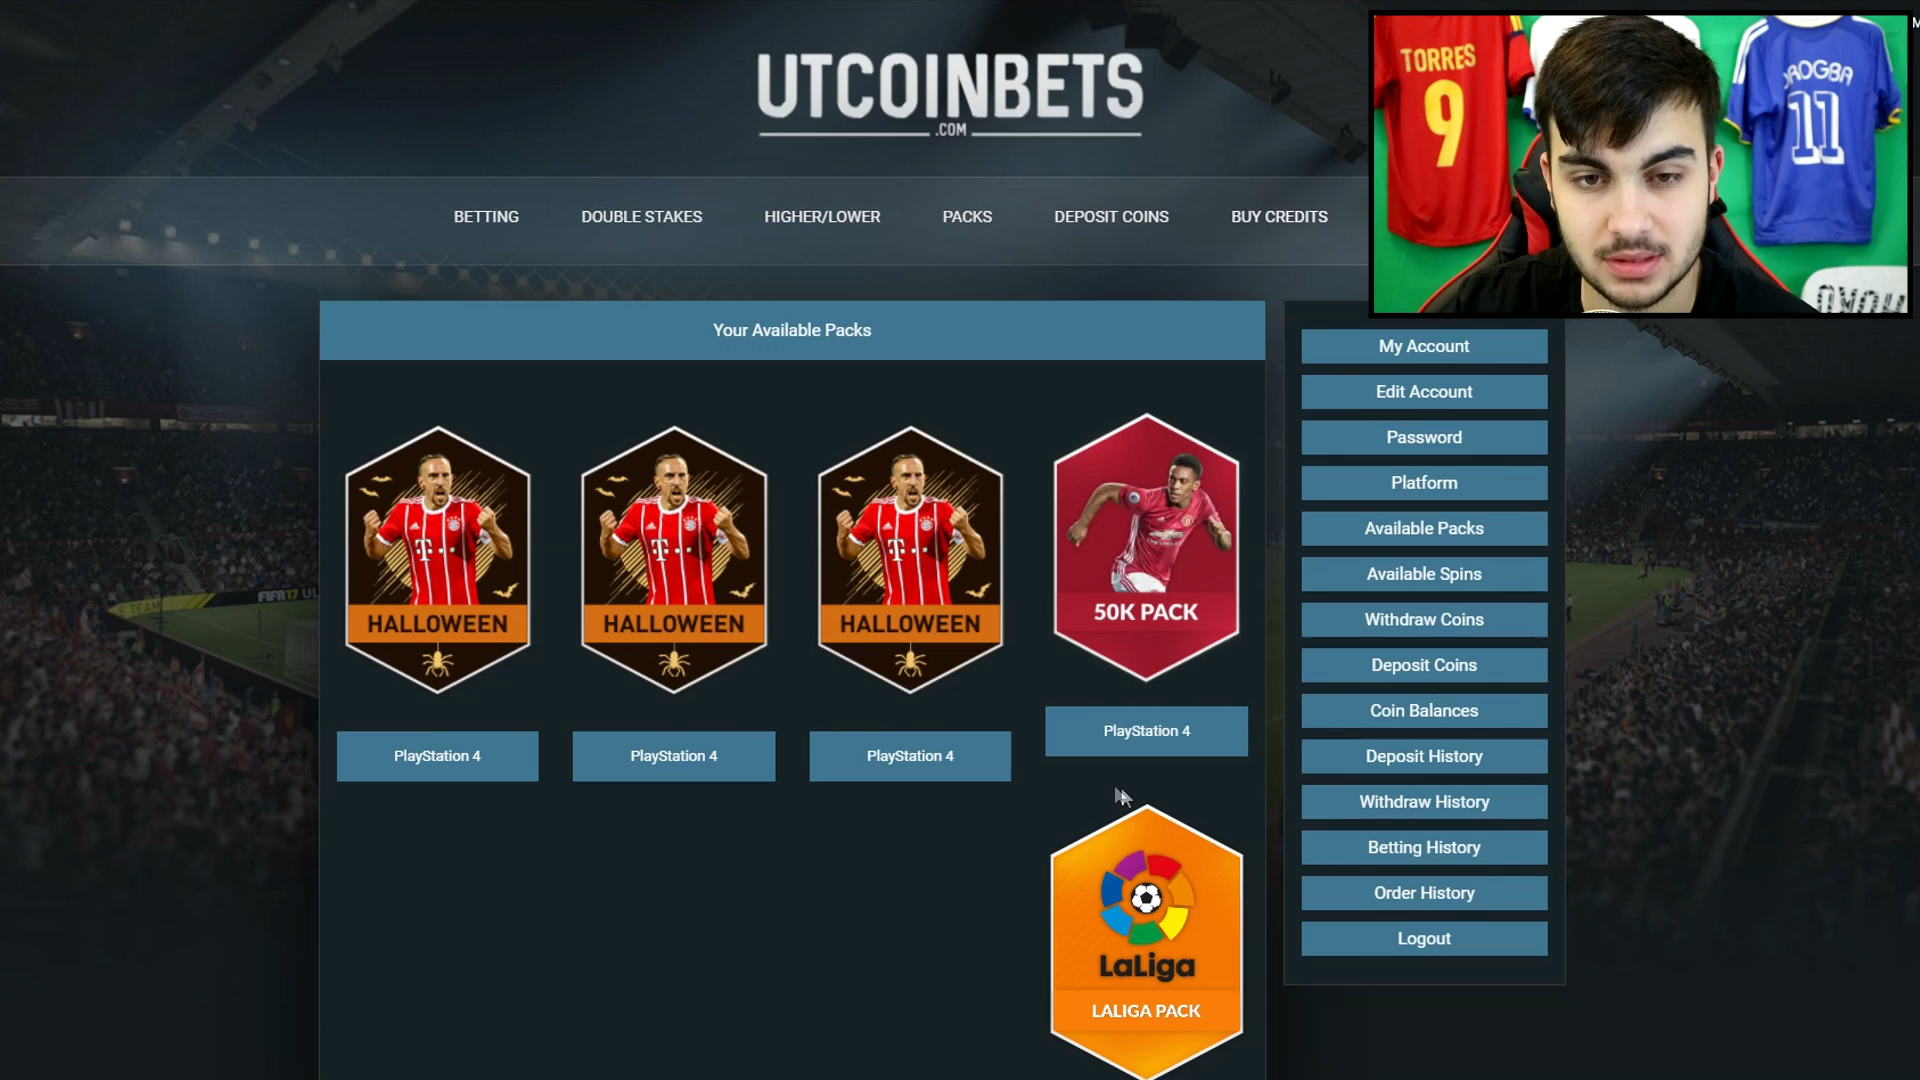 UTCOINBETS
.COM
BETTING
DOUBLE STAKES
HIGHER/LOWER
PACKS
DEPOSIT COINS
BUY CREDITS
TORRES
9
DROGBA
11
Your Available Packs
HALLOWEEN
HALLOWEEN
HALLOWEEN
50K PACK
PlayStation 4
PlayStation 4
PlayStation 4
PlayStation 4
LaLiga
LALIGA PACK
My Account
Edit Account
Password
Platform
Available Packs
Available Spins
Withdraw Coins
Deposit Coins
Coin Balances
Deposit History
Withdraw History
Betting History
Order History
Logout
FIFA 17